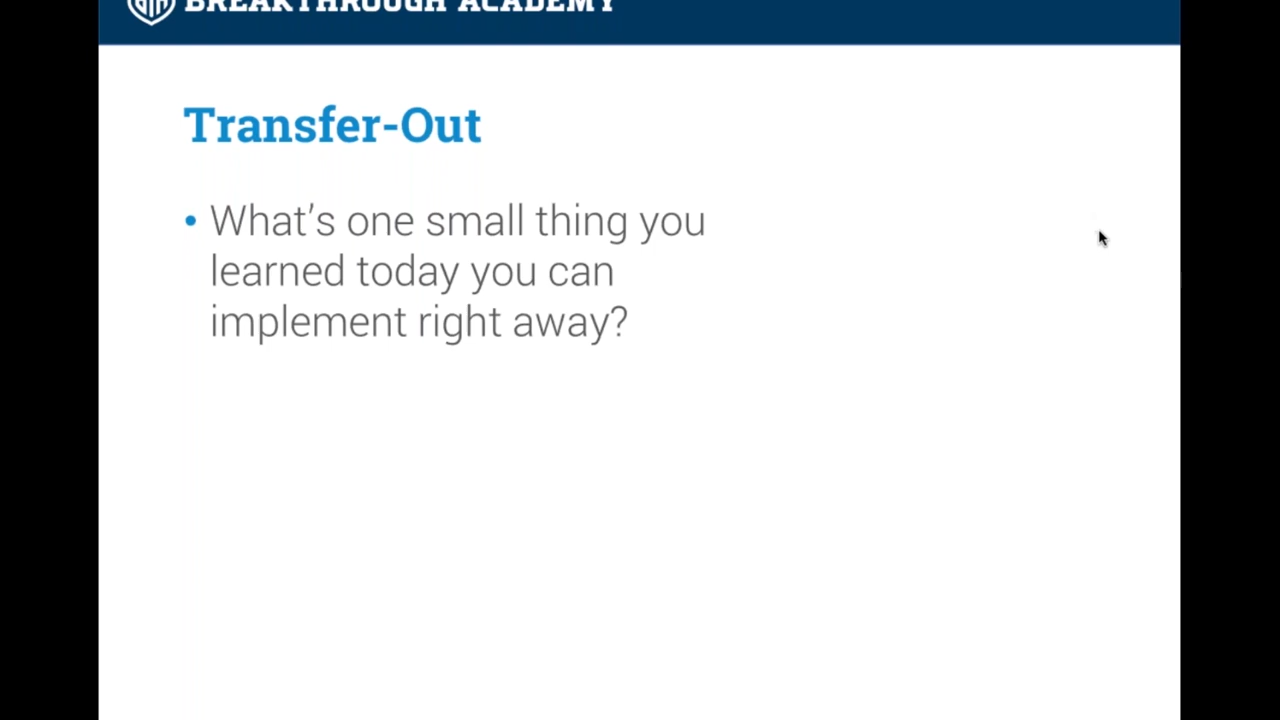 BREAKTHROUGH ACADEMY
Transfer-Out
• What's one small thing you
learned today you can
implement right away?